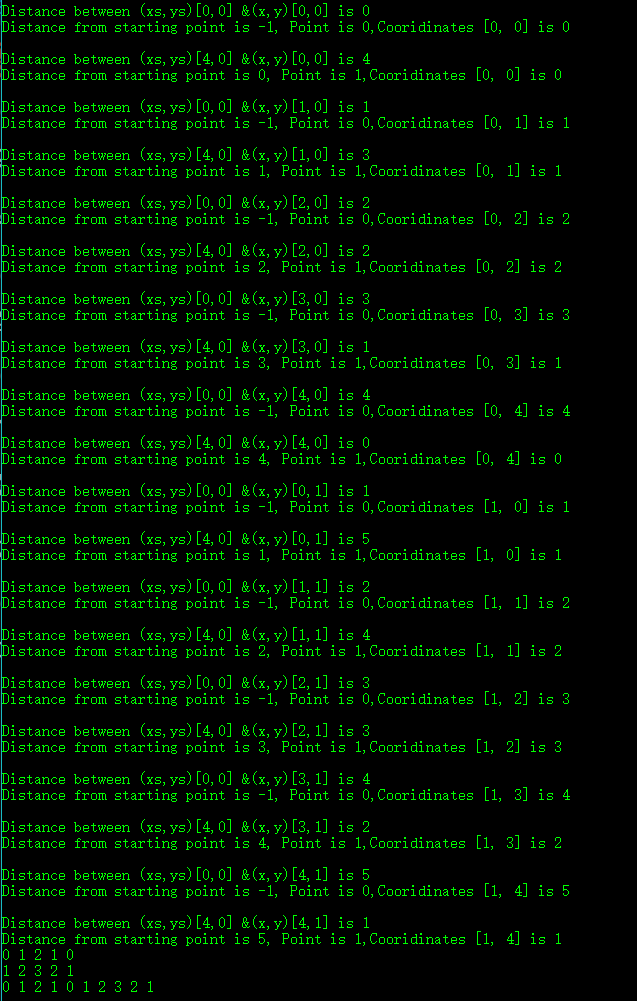 Distance between (xs,ys)[0,0] &(x,y)[0,0] is 0
Distance from starting point is -1, Point is 0,Cooridinates [0, 0] is 0
Distance between (xs,ys)[4,0] &(x,y)[0,0] is 4
Distance from starting point is 0, Point is 1,Cooridinates [0, 0] is 0
Distance between (xs,ys)[0,0] &(x,y)[1,0] is 1
Distance from starting point is -1, Point is 0,Cooridinates [0, 1] is 1
Distance between (xs,ys)[4,0] &(x,y)[1,0] is 3
Distance from starting point is 1, Point is 1,Cooridinates [0, 1] is 1
Distance between (xs,ys)[0,0] &(x,y)[2,0] is 2
Distance from starting point is -1, Point is 0,Cooridinates [0, 2] is 2
Distance between (xs,ys)[4,0] &(x,y)[2,0] is 2
Distance from starting point is 2, Point is 1,Cooridinates [0, 2] is 2
Distance between (xs,ys)[0,0] &(x,y)[3,0] is 3
Distance from starting point is -1, Point is 0,Cooridinates [0, 3] is 3
Distance between (xs,ys)[4,0] &(x,y)[3,0] is 1
Distance from starting point is 3, Point is 1,Cooridinates [0, 3] is 1
Distance between (xs,ys)[0,0] &(x,y)[4,0] is 4
Distance from starting point is -1, Point is 0,Cooridinates [0, 4] is 4
Distance between (xs,ys)[4,0] &(x,y)[4,0] is 0
Distance from starting point is 4, Point is 1,Cooridinates [0, 4] is 0
Distance between (xs,ys)[0,0] &(x,y)[0,1] is 1
Distance from starting point is -1, Point is 0,Cooridinates [1, 0] is 1
Distance between (xs,ys)[4,0] &(x,y)[0,1] is 5
Distance from starting point is 1, Point is 1,Cooridinates [1, 0] is 1
Distance between (xs,ys)[0,0] &(x,y)[1,1] is 2
Distance from starting point is -1, Point is 0,Cooridinates [1, 1] is 2
Distance between (xs,ys)[4,0] &(x,y)[1,1] is 4
Distance from starting point is 2, Point is 1,Cooridinates [1, 1] is 2
Distance between (xs,ys)[0,0] &(x,y)[2,1] is 3
Distance from starting point is -1, Point is 0,Cooridinates [1, 2] is 3
Distance between (xs,ys)[4,0] &(x,y)[2,1] is 3
Distance from starting point is 3, Point is 1,Cooridinates [1, 2] is 3
Distance between (xs,ys)[0,0] &(x,y)[3,1] is 4
Distance from starting point is -1, Point is 0,Cooridinates [1, 3] is 4
Distance between (xs,ys)[4,0] &(x,y)[3,1] is 2
Distance from starting point is 4, Point is 1,Cooridinates [1, 3] is 2
Distance between (xs,ys)[0,0] &(x,y)[4,1] is 5
Distance from starting point is -1, Point is 0,Cooridinates [1, 4] is 5
Distance between (xs,ys)[4,0] &(x,y)[4,1] is 1
Distance from starting point is 5, Point is 1,Cooridinates [1, 4] is 1
0 1 2 1 0
1 2 3 2 1
0 1 2 1 0 1 2 3 2 1